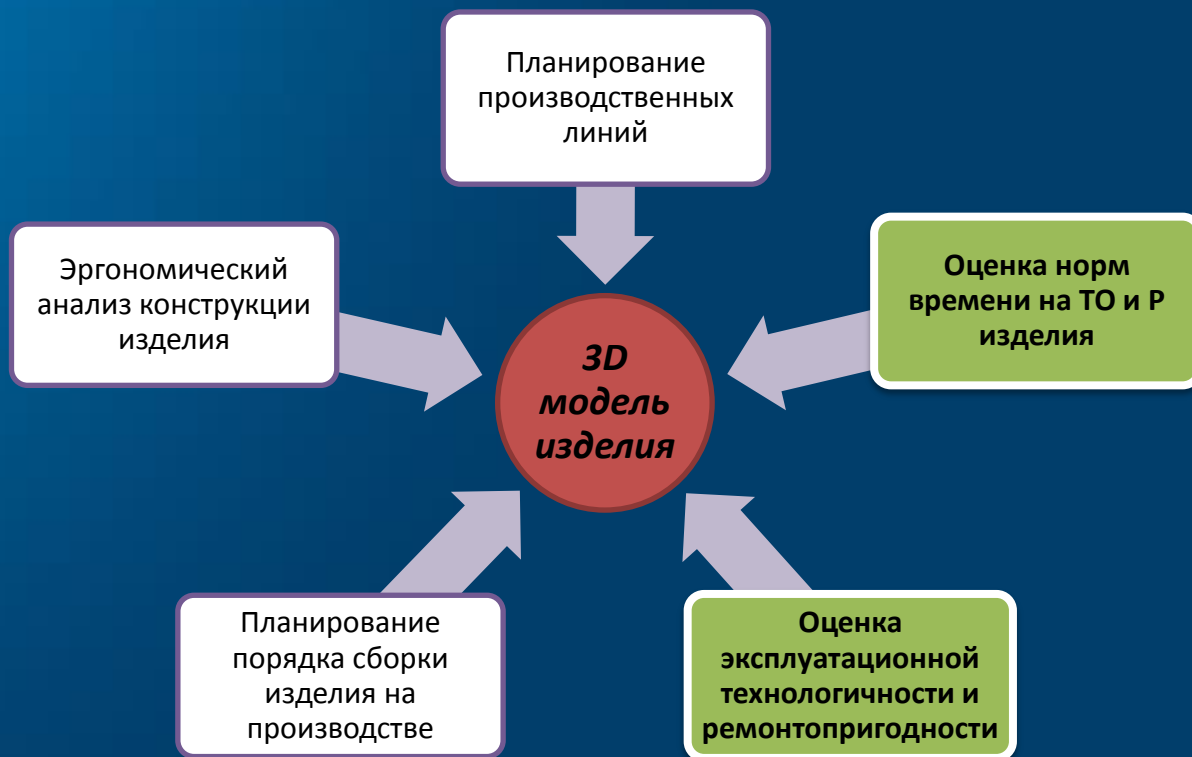 Планирование
производственных
линий
Эргономический
анализ конструкции
изделия
Оценка норм
времени на ТО и Р
изделия
3D
модель
изделия
Планирование
порядка сборки
изделия на
производстве
Оценка
эксплуатационной
технологичности и
ремонтопригодности